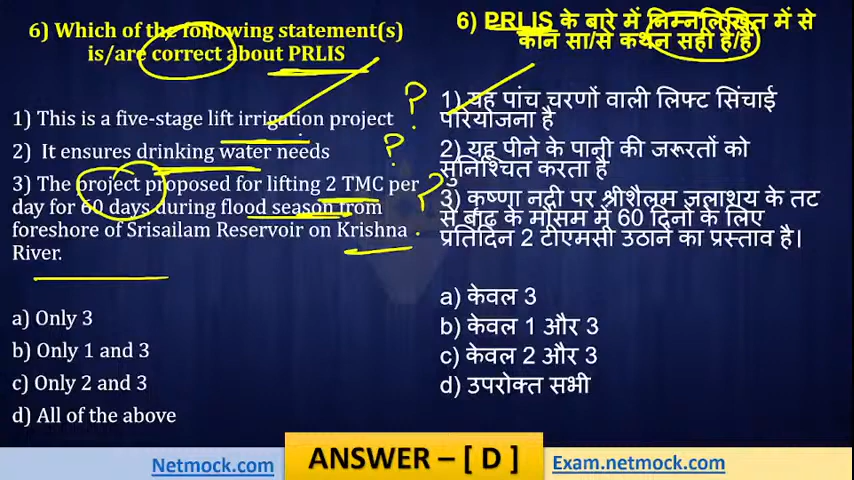 6) Which of the following statement(s)
is/are correct about PRLIS
1) This is a five-stage lift irrigation project
2) It ensures drinking water needs
3) The project proposed for lifting 2 TMC per
day for 60 days during flood season from
foreshore of Srisailam Reservoir on Krishna
River.
a) Only 3
b) Only 1 and 3
c) Only 2 and 3
d) All of the above
6) PRLIS के बारे में निम्नलिखित में से
कौन सा/से कथन सही है/हैं
1) यह पांच चरणों वाली लिफ्ट सिंचाई
परियोजना है
2) यह पीने के पानी की जरूरतों को
सुनिश्चित करता है
3) कृष्णा नदी पर श्रीशैलम जलाशय के तट
से बाढ़ के मौसम में 60 दिनों के लिए
प्रतिदिन 2 टीएमसी उठाने का प्रस्ताव है।
a) केवल 3
b) केवल 1 और 3
c) केवल 2 और 3
d) उपरोक्त सभी
? 
?
?
Netmock.com
ANSWER – [ D ]
Exam.netmock.com